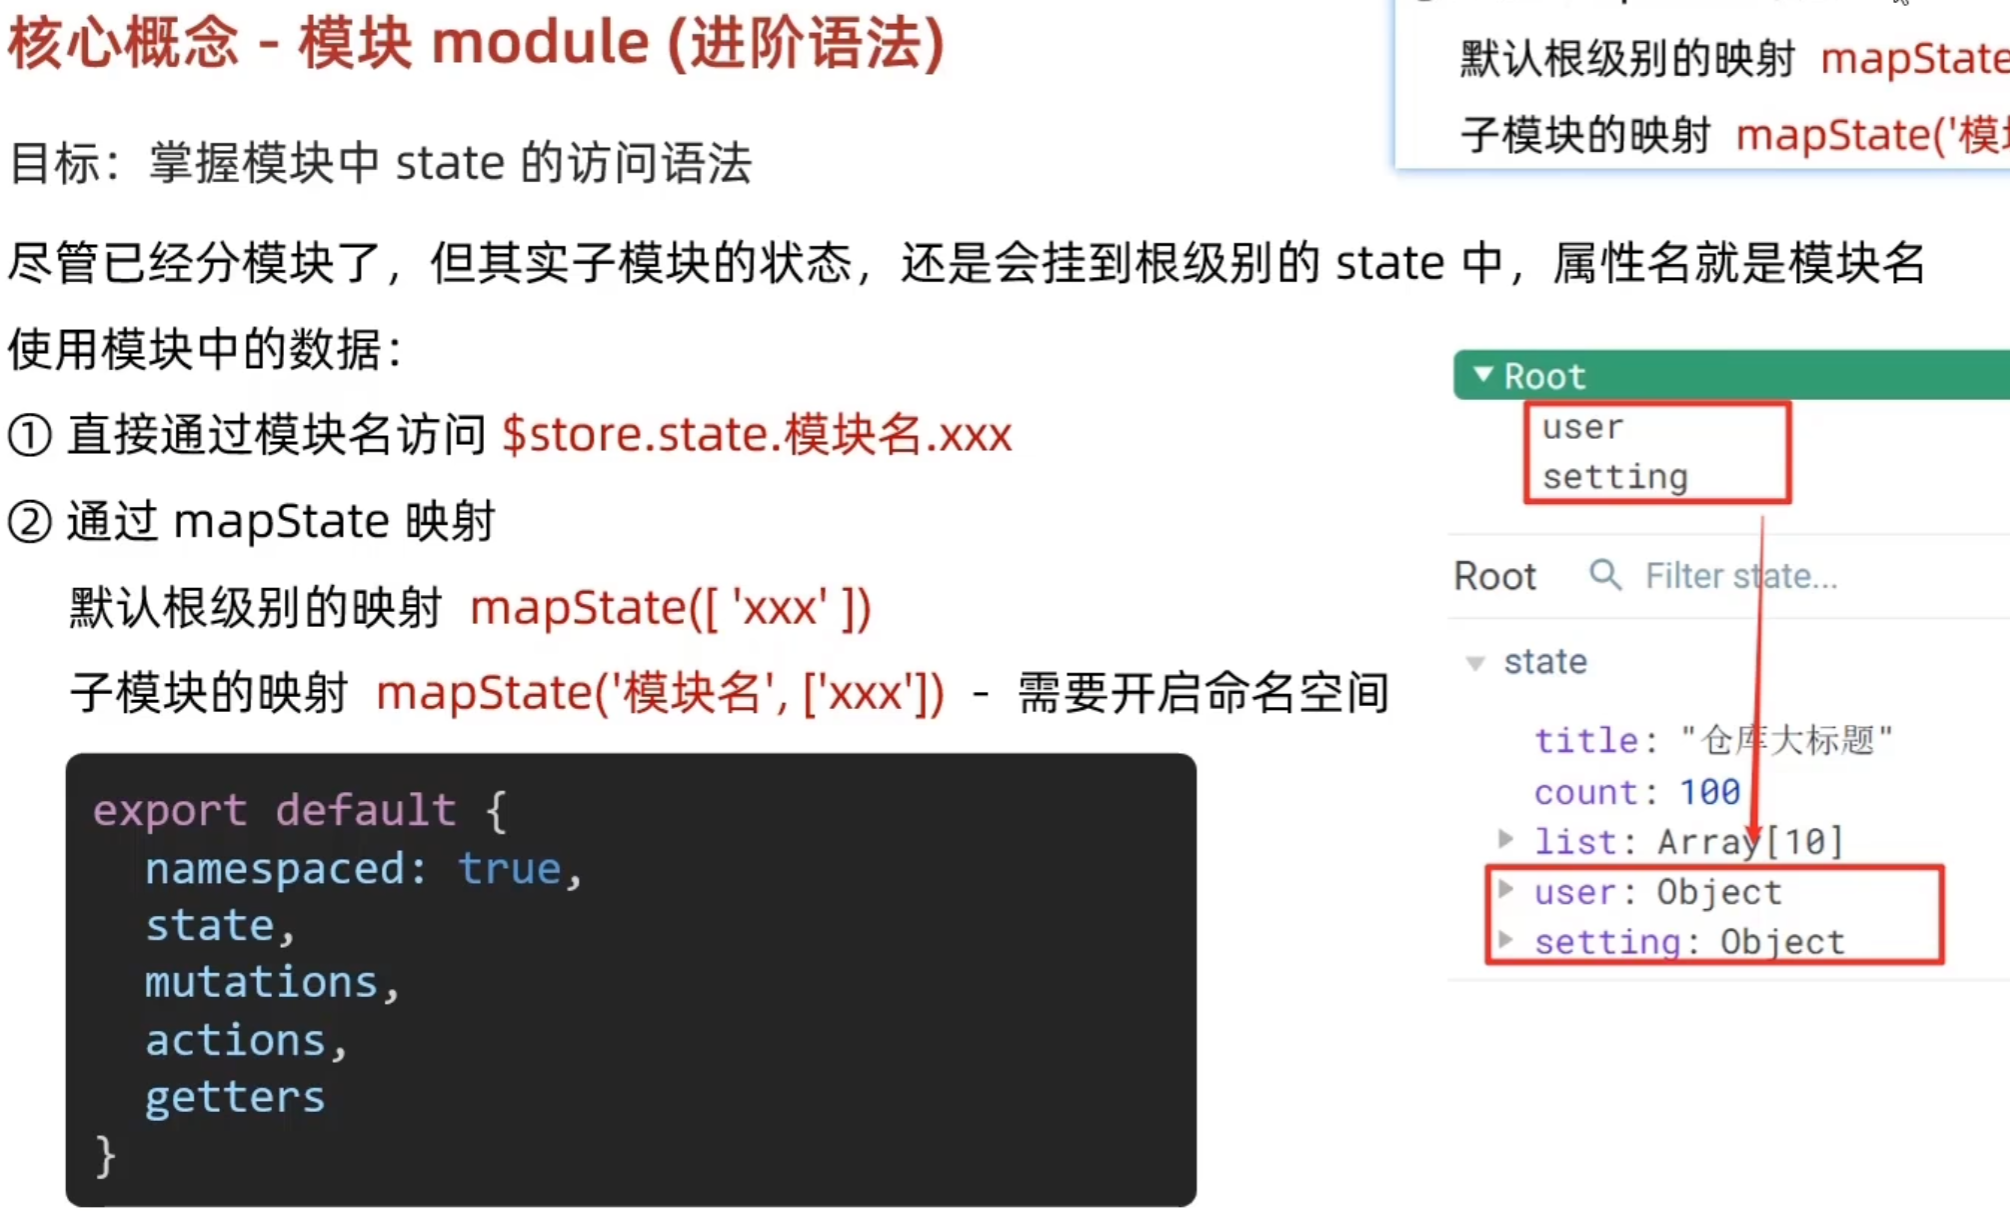 核心概念 - 模块 module (进阶语法)
目标：掌握模块中 state 的访问语法
默认根级别的映射 mapState
子模块的映射 mapState('模
尽管已经分模块了，但其实子模块的状态，还是会挂到根级别的 state 中，属性名就是模块名
使用模块中的数据：
① 直接通过模块名访问 $store.state.模块名.xxx
② 通过 mapState 映射
默认根级别的映射 mapState([ 'xxx' ])
子模块的映射 mapState('模块名', ['xxx']) - 需要开启命名空间
export default {
namespaced: true,
state,
mutations,
actions,
getters
}
Root
user
setting
Root Filter state...
state
title: "仓库大标题"
count: 100
list: Array[10]
user: Object
setting: Object